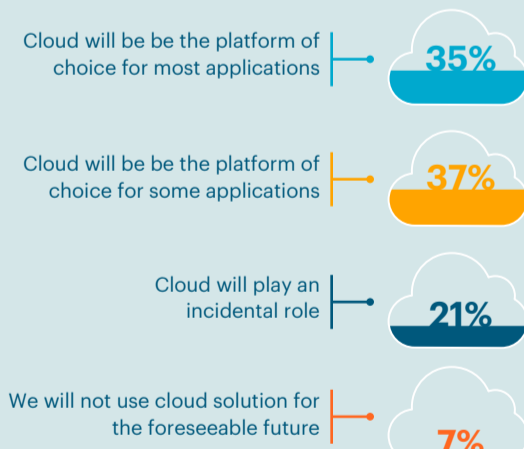 Cloud will be be the platform of
choice for most applications
35%
Cloud will be be the platform of
choice for some applications
37%
Cloud will play an
incidental role
21%
We will not use cloud solution for
the foreseeable future
7%